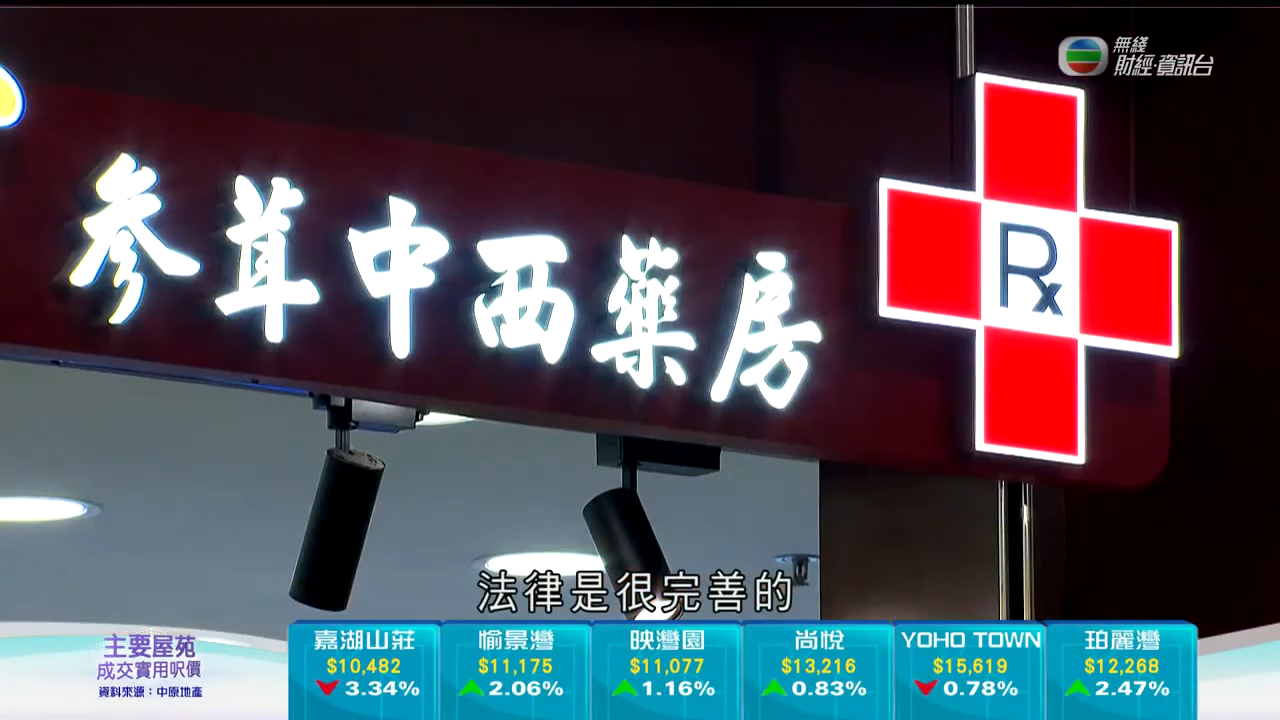 無綫
財經·資訊台
参茸中西藥房
Rx
法律是很完善的
主要屋苑
成交實用呎價
資料來源：中原地產
嘉湖山莊
$10,482
3.34%
愉景灣
$11,175
2.06%
映灣園
$11,077
1.16%
尚悅
$13,216
0.83%
YOHO TOWN
$15,619
0.78%
珀麗灣
$12,268
2.47%